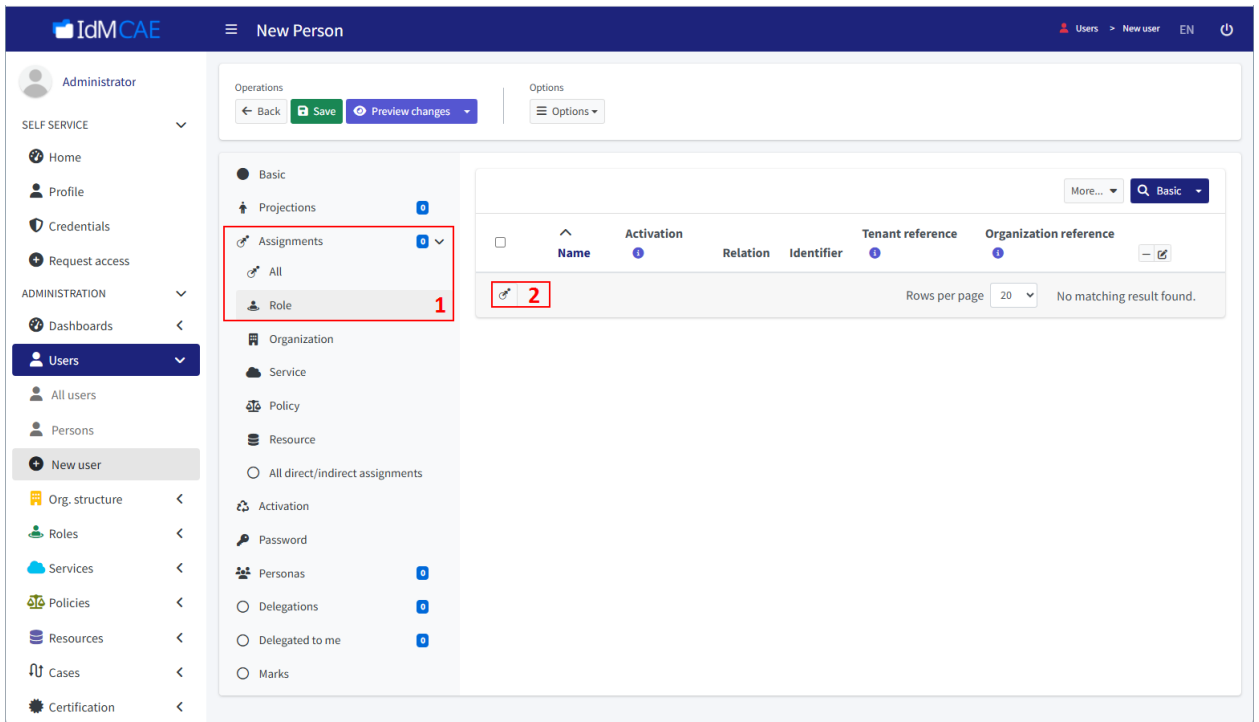 IdMCAE
New Person
Users > New user EN
Administrator
SELF SERVICE
Home
Profile
Credentials
Request access
ADMINISTRATION
Dashboards
Users
All users
Persons
New user
Org. structure
Roles
Services
Policies
Resources
Cases
Certification
Operations
Back Save Preview changes
Options
Options
Basic
Projections 0
Assignments 0
All
Role 1
Organization
Service
Policy
Resource
All direct/indirect assignments
Activation
Password
Personas 0
Delegations 0
Delegated to me 0
Marks
More... Basic
Name Activation Relation Identifier Tenant reference Organization reference
2 Rows per page 20 No matching result found.